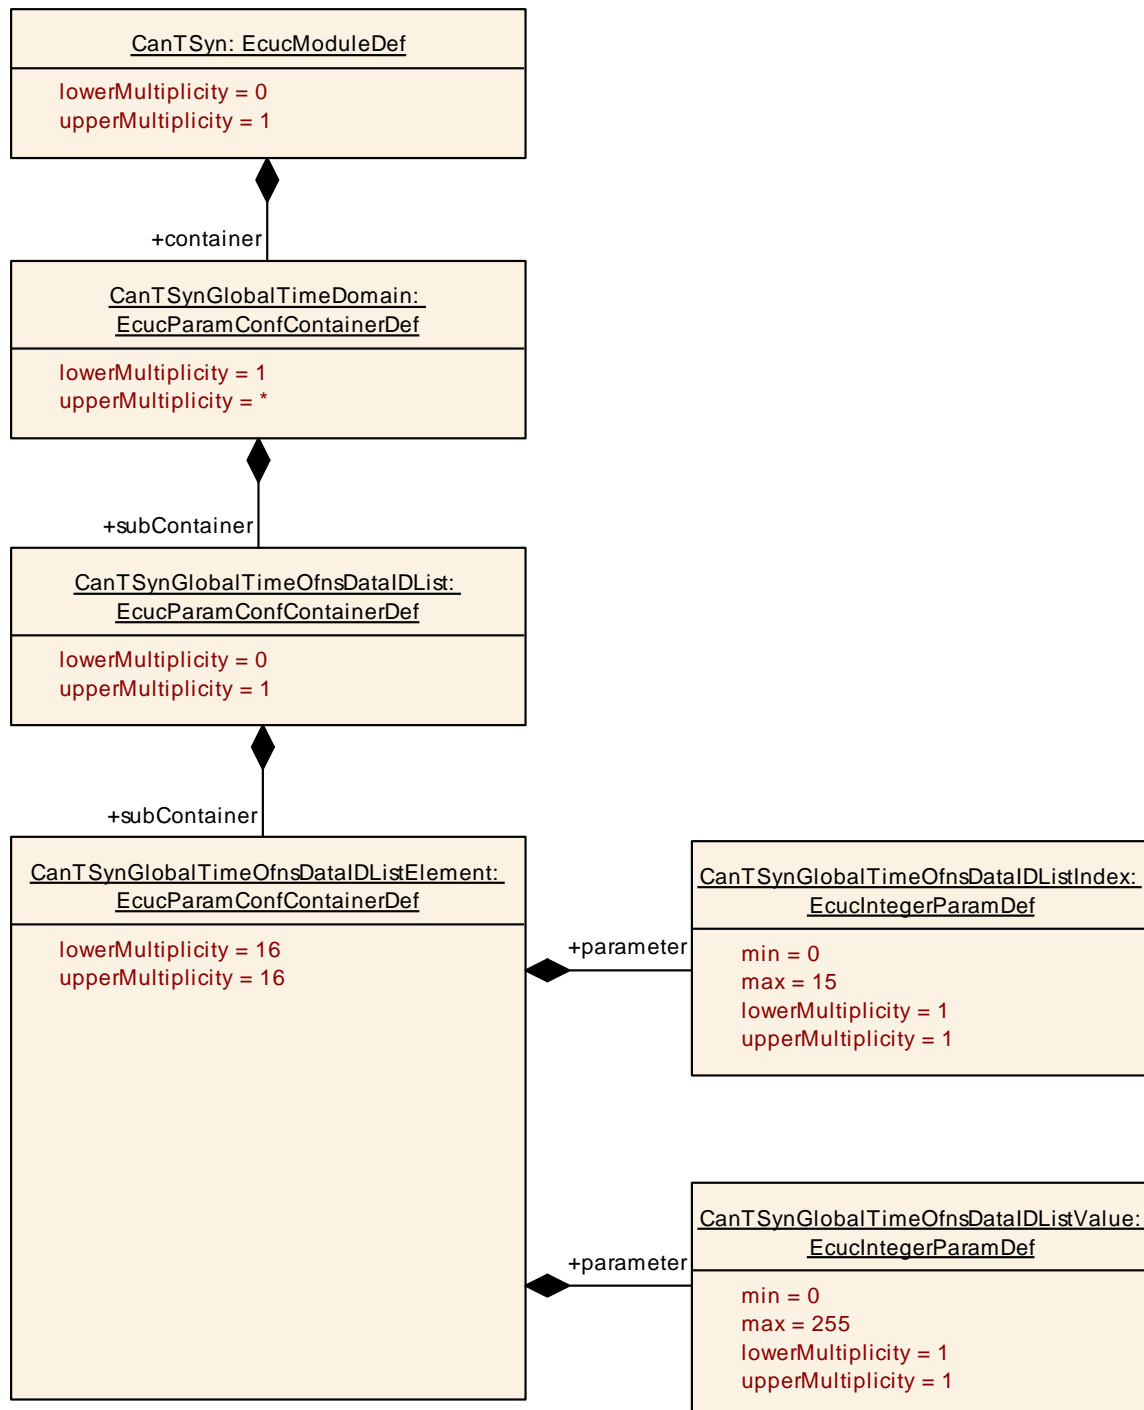 CanTSyn: EcucModuleDef
lowerMultiplicity = 0
upperMultiplicity = 1
+container
CanTSynGlobalTimeDomain:
EcucParamConfContainerDef
lowerMultiplicity = 1
upperMultiplicity = *
+subContainer
CanTSynGlobalTimeOfnsDataIDList:
EcucParamConfContainerDef
lowerMultiplicity = 0
upperMultiplicity = 1
+subContainer
CanTSynGlobalTimeOfnsDataIDListElement:
EcucParamConfContainerDef
lowerMultiplicity = 16
upperMultiplicity = 16
+parameter
CanTSynGlobalTimeOfnsDataIDListIndex:
EcucIntegerParamDef
min = 0
max = 15
lowerMultiplicity = 1
upperMultiplicity = 1
+parameter
CanTSynGlobalTimeOfnsDataIDListValue:
EcucIntegerParamDef
min = 0
max = 255
lowerMultiplicity = 1
upperMultiplicity = 1